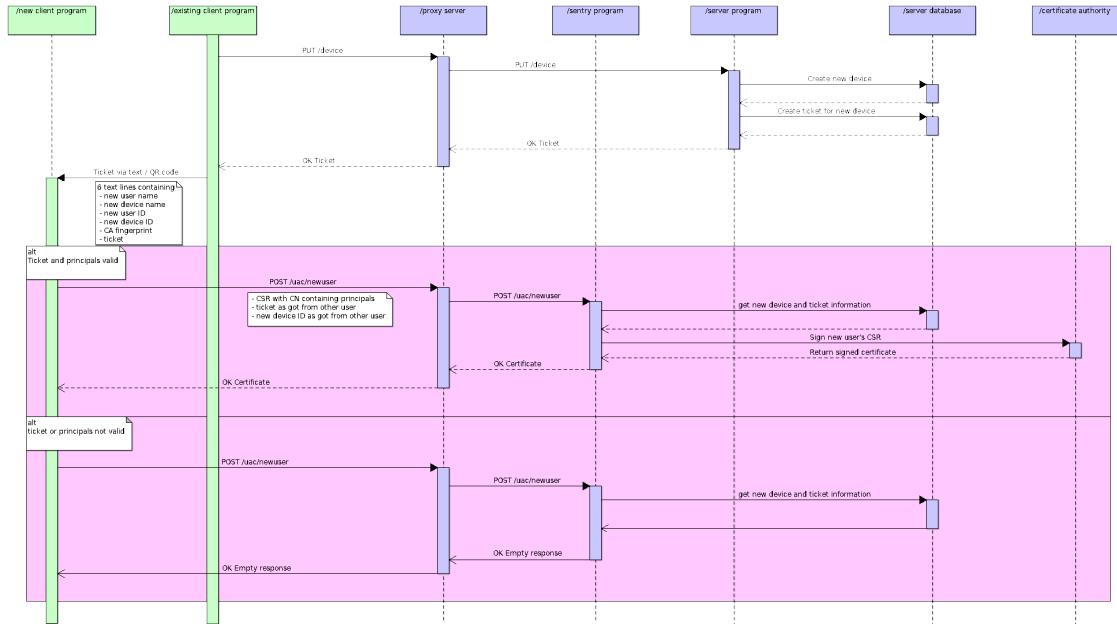 /new client program
/existing client program
/proxy server
/sentry program
/server program
/server database
/certificate authority
PUT /device
PUT /device
Create new device
Create ticket for new device
OK Ticket
OK Ticket
Ticket via text / QR code
6 text lines containing
- new user name
- new device name
- new user ID
- new device ID
- CA fingerprint
- ticket
alt
Ticket and principals valid
POST /uac/newuser
- CSR with CN containing principals
- ticket as got from other user
- new device ID as got from other user
POST /uac/newuser
get new device and ticket information
Sign new user's CSR
Return signed certificate
OK Certificate
OK Certificate
alt
ticket or principals not valid
POST /uac/newuser
POST /uac/newuser
get new device and ticket information
OK Empty response
OK Empty response